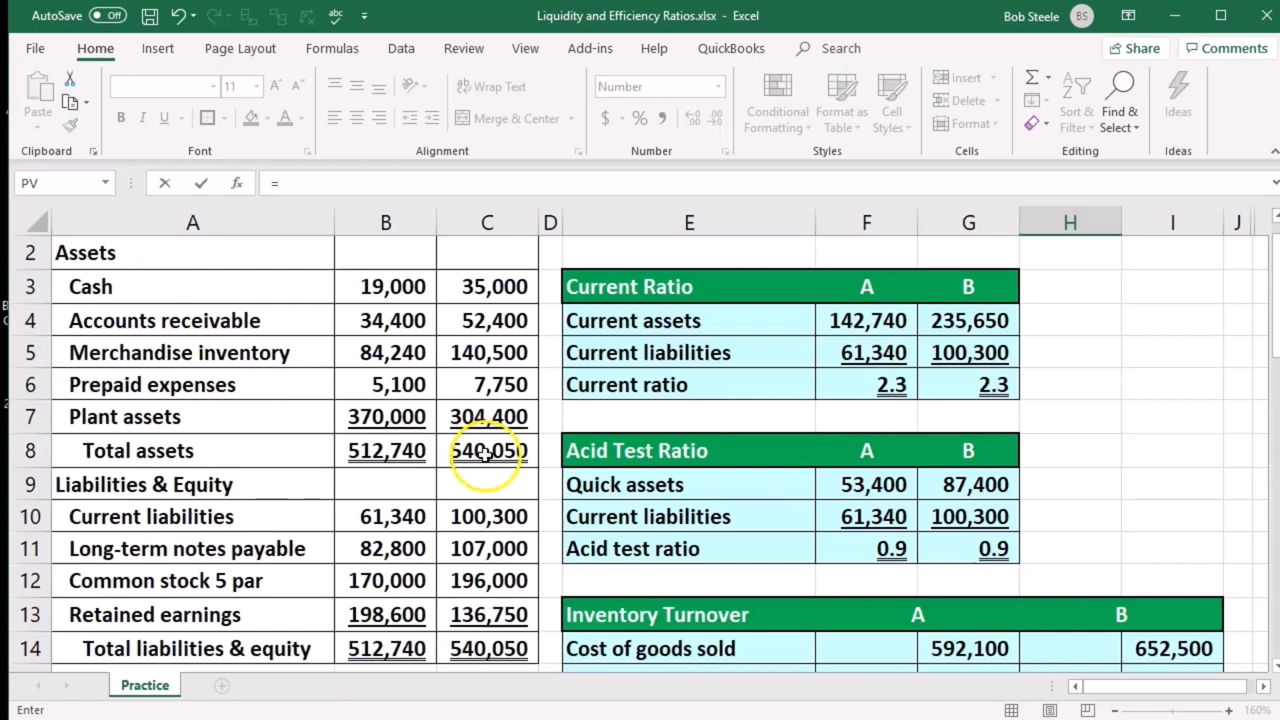 AutoSave Off Liquidity and Efficiency Ratios.xlsx - Excel Bob Steele BS
File Home Insert Page Layout Formulas Data Review View Add-ins Help QuickBooks Search Share Comments
Paste 11 A A Wrap Text Number Insert Σ
B I U A Merge & Center $ % Conditional Formatting Format as Table Cell Styles Delete Format Sort & Filter Find & Select Ideas
Clipboard Font Alignment Number Styles Cells Editing Ideas
PV fx =
A B C D E F G H I J
2 Assets
3 Cash 19,000 35,000 Current Ratio A B
4 Accounts receivable 34,400 52,400 Current assets 142,740 235,650
5 Merchandise inventory 84,240 140,500 Current liabilities 61,340 100,300
6 Prepaid expenses 5,100 7,750 Current ratio 2.3 2.3
7 Plant assets 370,000 304,400
8 Total assets 512,740 540,050 Acid Test Ratio A B
9 Liabilities & Equity Quick assets 53,400 87,400
10 Current liabilities 61,340 100,300 Current liabilities 61,340 100,300
11 Long-term notes payable 82,800 107,000 Acid test ratio 0.9 0.9
12 Common stock 5 par 170,000 196,000
13 Retained earnings 198,600 136,750 Inventory Turnover A B
14 Total liabilities & equity 512,740 540,050 Cost of goods sold 592,100 652,500
Practice
Enter 160%